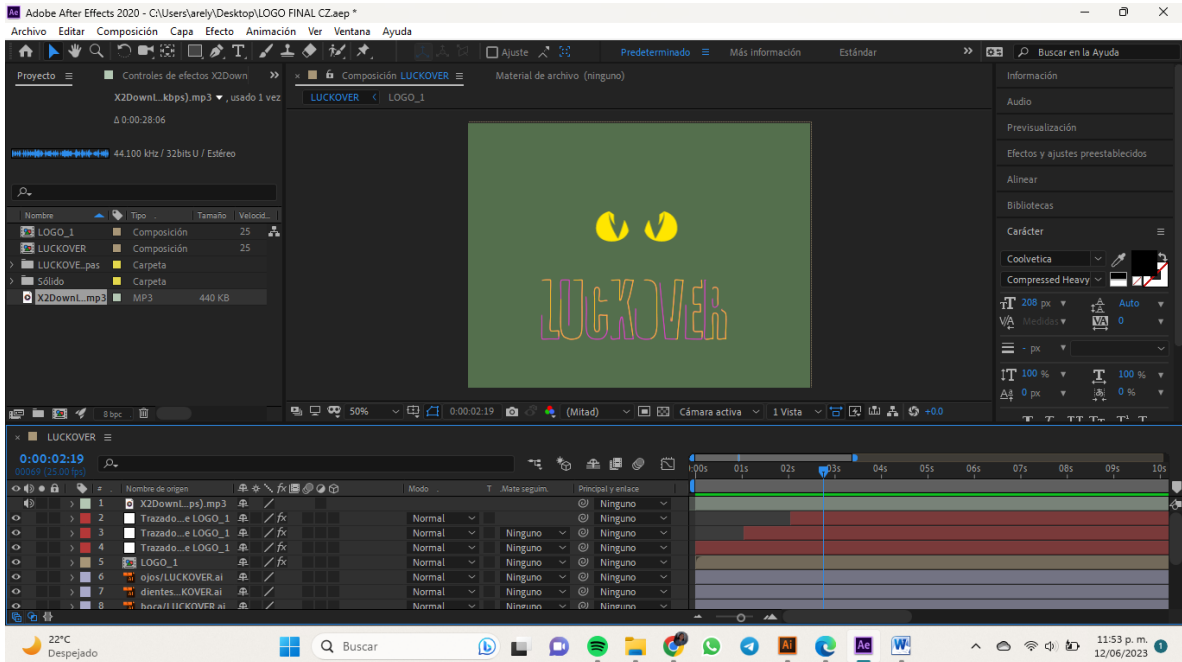 Adobe After Effects 2020 - C:\Users\arely\Desktop\LOGO FINAL CZ.aep *
Archivo Editar Composición Capa Efecto Animación Ver Ventana Ayuda
Ajuste Predeterminado Más información Estándar Buscar en la Ayuda
Proyecto Controles de efectos X2Down
X2Downl...kbps).mp3 , usado 1 vez
Δ 0:00:28:06
44.100 kHz / 32bits U / Estéreo
Nombre Tipo Tamaño Velocid...
LOGO_1 Composición 25
LUCKOVER Composición 25
LUCKOVE...pas Carpeta
Sólido Carpeta
X2Downl...mp3 MP3 440 KB
8 bpc
Composición LUCKOVER Material de archivo (ninguno)
LUCKOVER LOGO_1
LUCKOVER
50% 0:00:02:19 (Mitad) Cámara activa 1 Vista +0.0
Información
Audio
Previsualización
Efectos y ajustes preestablecidos
Alinear
Bibliotecas
Carácter
Coolvetica
Compressed Heavy
208 px Auto
Medidas 0
- px
100 % 100 %
0 px 0 %
LUCKOVER
0:00:02:19
00069 (25.00 fps)
:00s 01s 02s 03s 04s 05s 06s 07s 08s 09s 10s
# Nombre de origen Modo T .Mate seguim. Principal y enlace
1 X2Downl...ps).mp3 Ninguno
2 Trazado...e LOGO_1 Normal Ninguno
3 Trazado...e LOGO_1 Normal Ninguno Ninguno
4 Trazado...e LOGO_1 Normal Ninguno Ninguno
5 LOGO_1 Normal Ninguno Ninguno
6 ojos/LUCKOVER.ai Normal Ninguno Ninguno
7 dientes...KOVER.ai Normal Ninguno Ninguno
8 boca/LUCKOVER.ai Normal Ninguno Ninguno
22°C
Despejado
Buscar
11:53 p. m.
12/06/2023